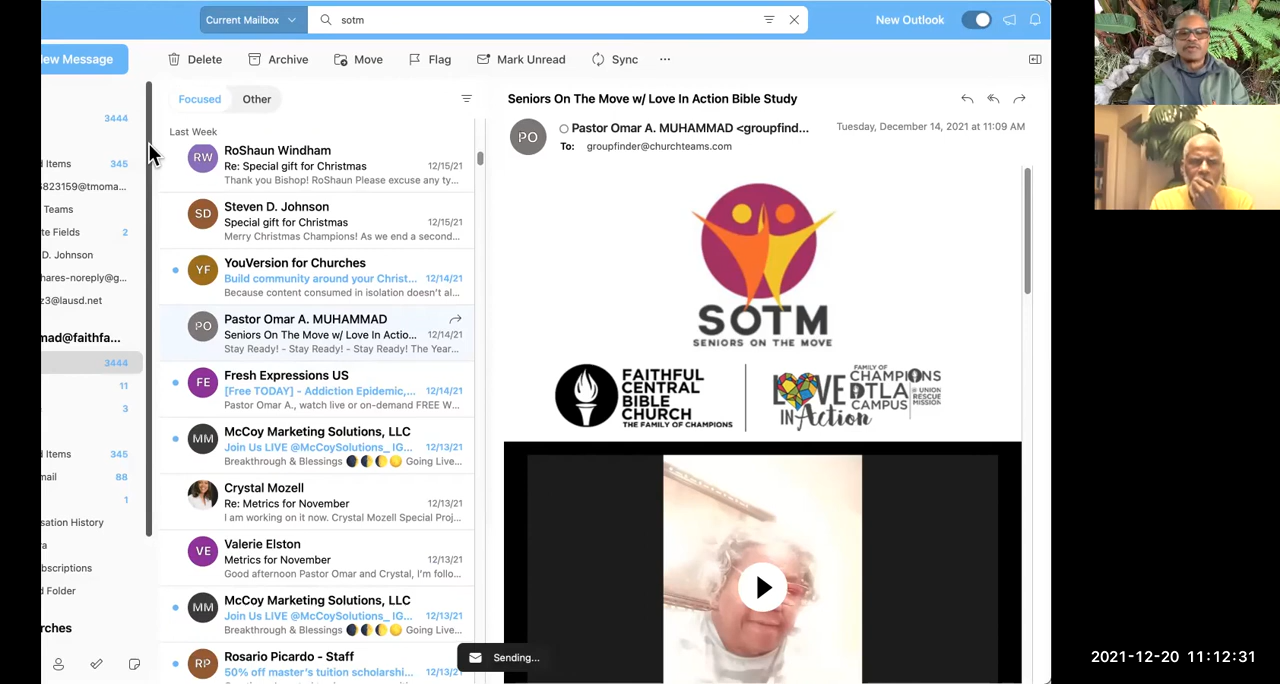 Current Mailbox
sotm
New Outlook
ew Message
Delete
Archive
Move
Flag
Mark Unread
Sync
...
3444
d Items 345
823159@tmoma...
Teams
te Fields 2
D. Johnson
hares-noreply@g...
z3@lausd.net
mad@faithfa...
3444
11
3
d Items 345
mail 88
1
sation History
ra
bscriptions
d Folder
rches
Focused
Other
Last Week
RW
RoShaun Windham
Re: Special gift for Christmas 12/15/21
Thank you Bishop! RoShaun Please excuse any ty...
SD
Steven D. Johnson
Special gift for Christmas 12/15/21
Merry Christmas Champions! As we end a second...
YF
YouVersion for Churches
Build community around your Christ... 12/14/21
Because content consumed in isolation doesn't al...
PO
Pastor Omar A. MUHAMMAD
Seniors On The Move w/ Love In Actio... 12/14/21
Stay Ready! - Stay Ready! - Stay Ready! The Year...
FE
Fresh Expressions US
[Free TODAY] - Addiction Epidemic,... 12/14/21
Pastor Omar A., watch live or on-demand FREE W...
MM
McCoy Marketing Solutions, LLC
Join Us LIVE @McCoySolutions_ IG... 12/13/21
Breakthrough & Blessings 🌒🌓🌔🌕 Going Live...
Crystal Mozell
Re: Metrics for November 12/13/21
I am working on it now. Crystal Mozell Special Proj...
VE
Valerie Elston
Metrics for November 12/13/21
Good afternoon Pastor Omar and Crystal, I'm follo...
MM
McCoy Marketing Solutions, LLC
Join Us LIVE @McCoySolutions_ IG... 12/13/21
Breakthrough & Blessings 🌒🌓🌔🌕 Going Live...
RP
Rosario Picardo - Staff
50% off master's tuition scholarshi... 12/13/21
Sending...
Seniors On The Move w/ Love In Action Bible Study
PO
Pastor Omar A. MUHAMMAD <groupfind...
Tuesday, December 14, 2021 at 11:09 AM
To: groupfinder@churchteams.com
SOTM
SENIORS ON THE MOVE
FAITHFUL
CENTRAL
BIBLE
CHURCH
THE FAMILY OF CHAMPIONS
LOVE
in Action
FAMILY OF
CHAMPIONS
DTLA
CAMPUS
@ UNION
RESCUE
MISSION
2021-12-20 11:12:31